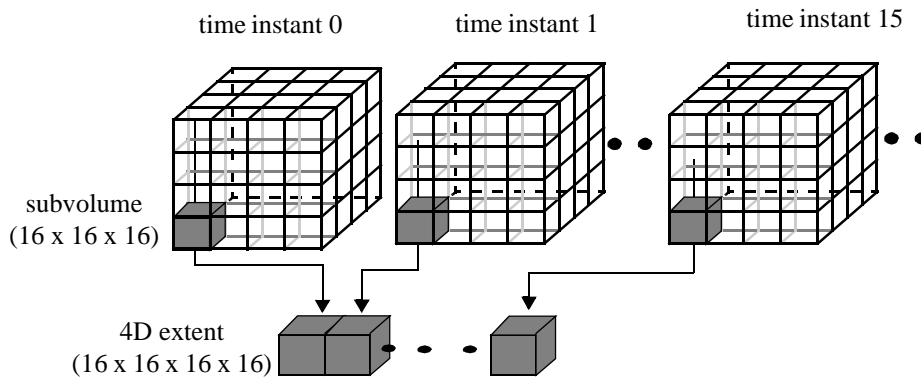 time instant 0
time instant 1
time instant 15
subvolume
(16 x 16 x 16)
4D extent
(16 x 16 x 16 x 16)